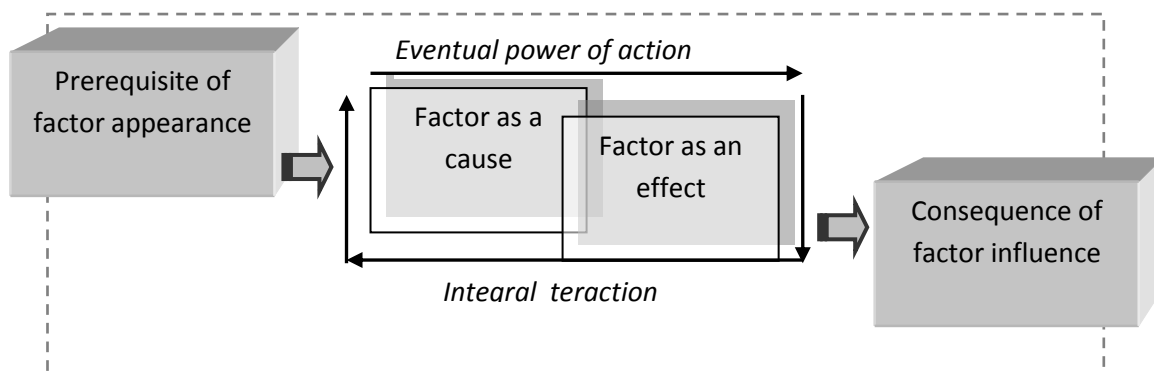 Eventual power of action
Prerequisite of
factor appearance
Factor as a
cause
Factor as an
effect
Consequence of
factor influence
Integral teraction